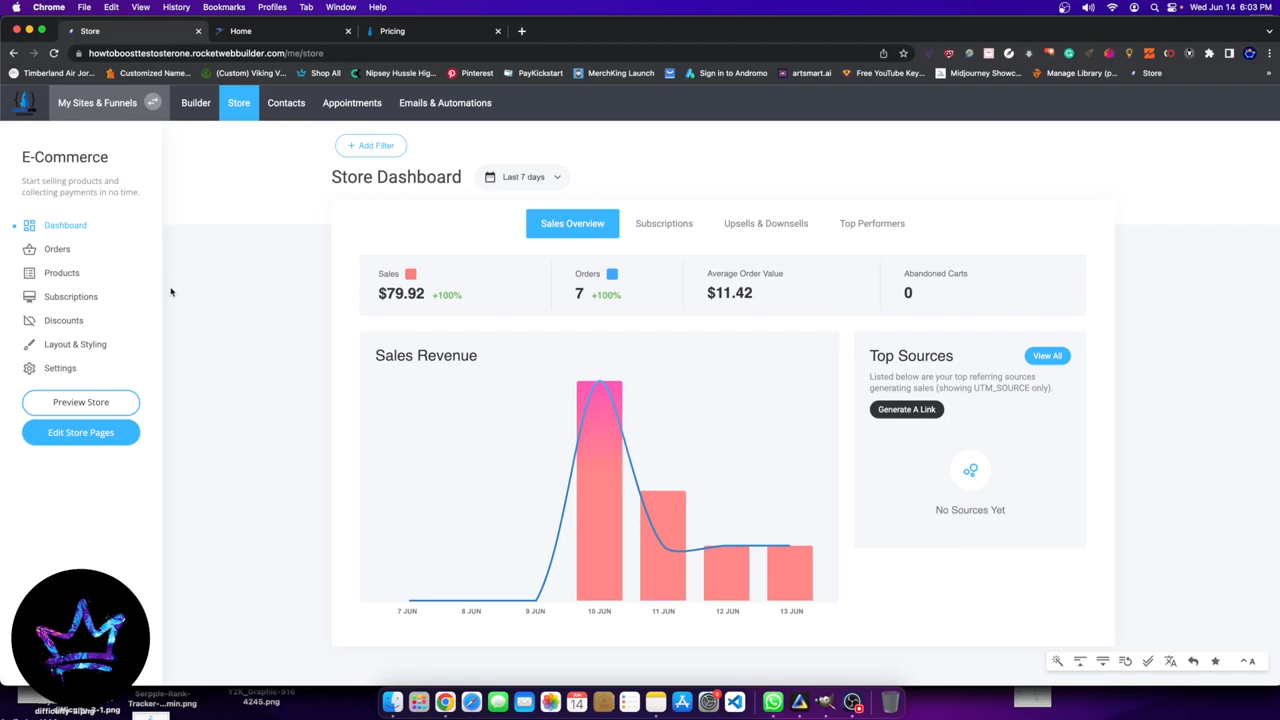 Chrome File Edit View History Bookmarks Profiles Tab Window Help Wed Jun 14 6:03 PM
Store Home Pricing
howtoboosttestosterone.rocketwebbuilder.com/me/store
Timberland Air Jor... Customized Name... (Custom) Viking V... Shop All Nipsey Hussle Hig... Pinterest PayKickstart MerchKing Launch Sign in to Andromo artsmart.ai Free YouTube Key... Midjourney Showc... Manage Library (p... Store »
My Sites & Funnels Builder Store Contacts Appointments Emails & Automations
E-Commerce
Start selling products and
collecting payments in no time.
Dashboard
Orders
Products
Subscriptions
Discounts
Layout & Styling
Settings
Preview Store
Edit Store Pages
+ Add Filter
Store Dashboard Last 7 days
Sales Overview Subscriptions Upsells & Downsells Top Performers
Sales Orders Average Order Value Abandoned Carts
$79.92 +100% 7 +100% $11.42 0
Sales Revenue
7 JUN 8 JUN 9 JUN 10 JUN 11 JUN 12 JUN 13 JUN
Top Sources View All
Listed below are your top referring sources
generating sales (showing UTM_SOURCE only).
Generate A Link
No Sources Yet
A
Serpple-Rank-
Tracker-...min.png
Y2K_Graphic-916
4245.png
14